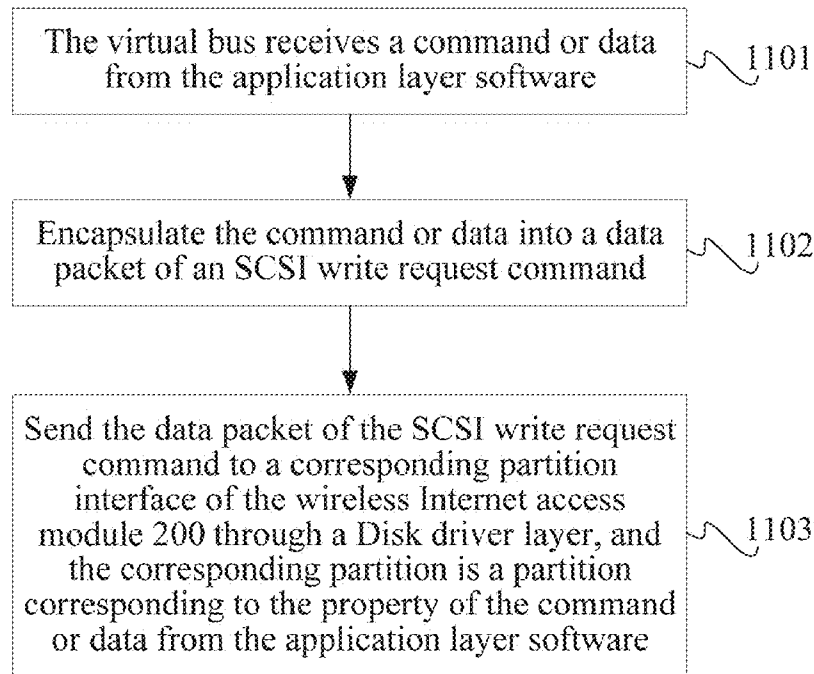 The virtual bus receives a command or data
from the application layer software
1101
Encapsulate the command or data into a data
packet of an SCSI write request command
1102
Send the data packet of the SCSI write request
command to a corresponding partition
interface of the wireless Internet access
module 200 through a Disk driver layer, and
the corresponding partition is a partition
corresponding to the property of the command
or data from the application layer software
1103